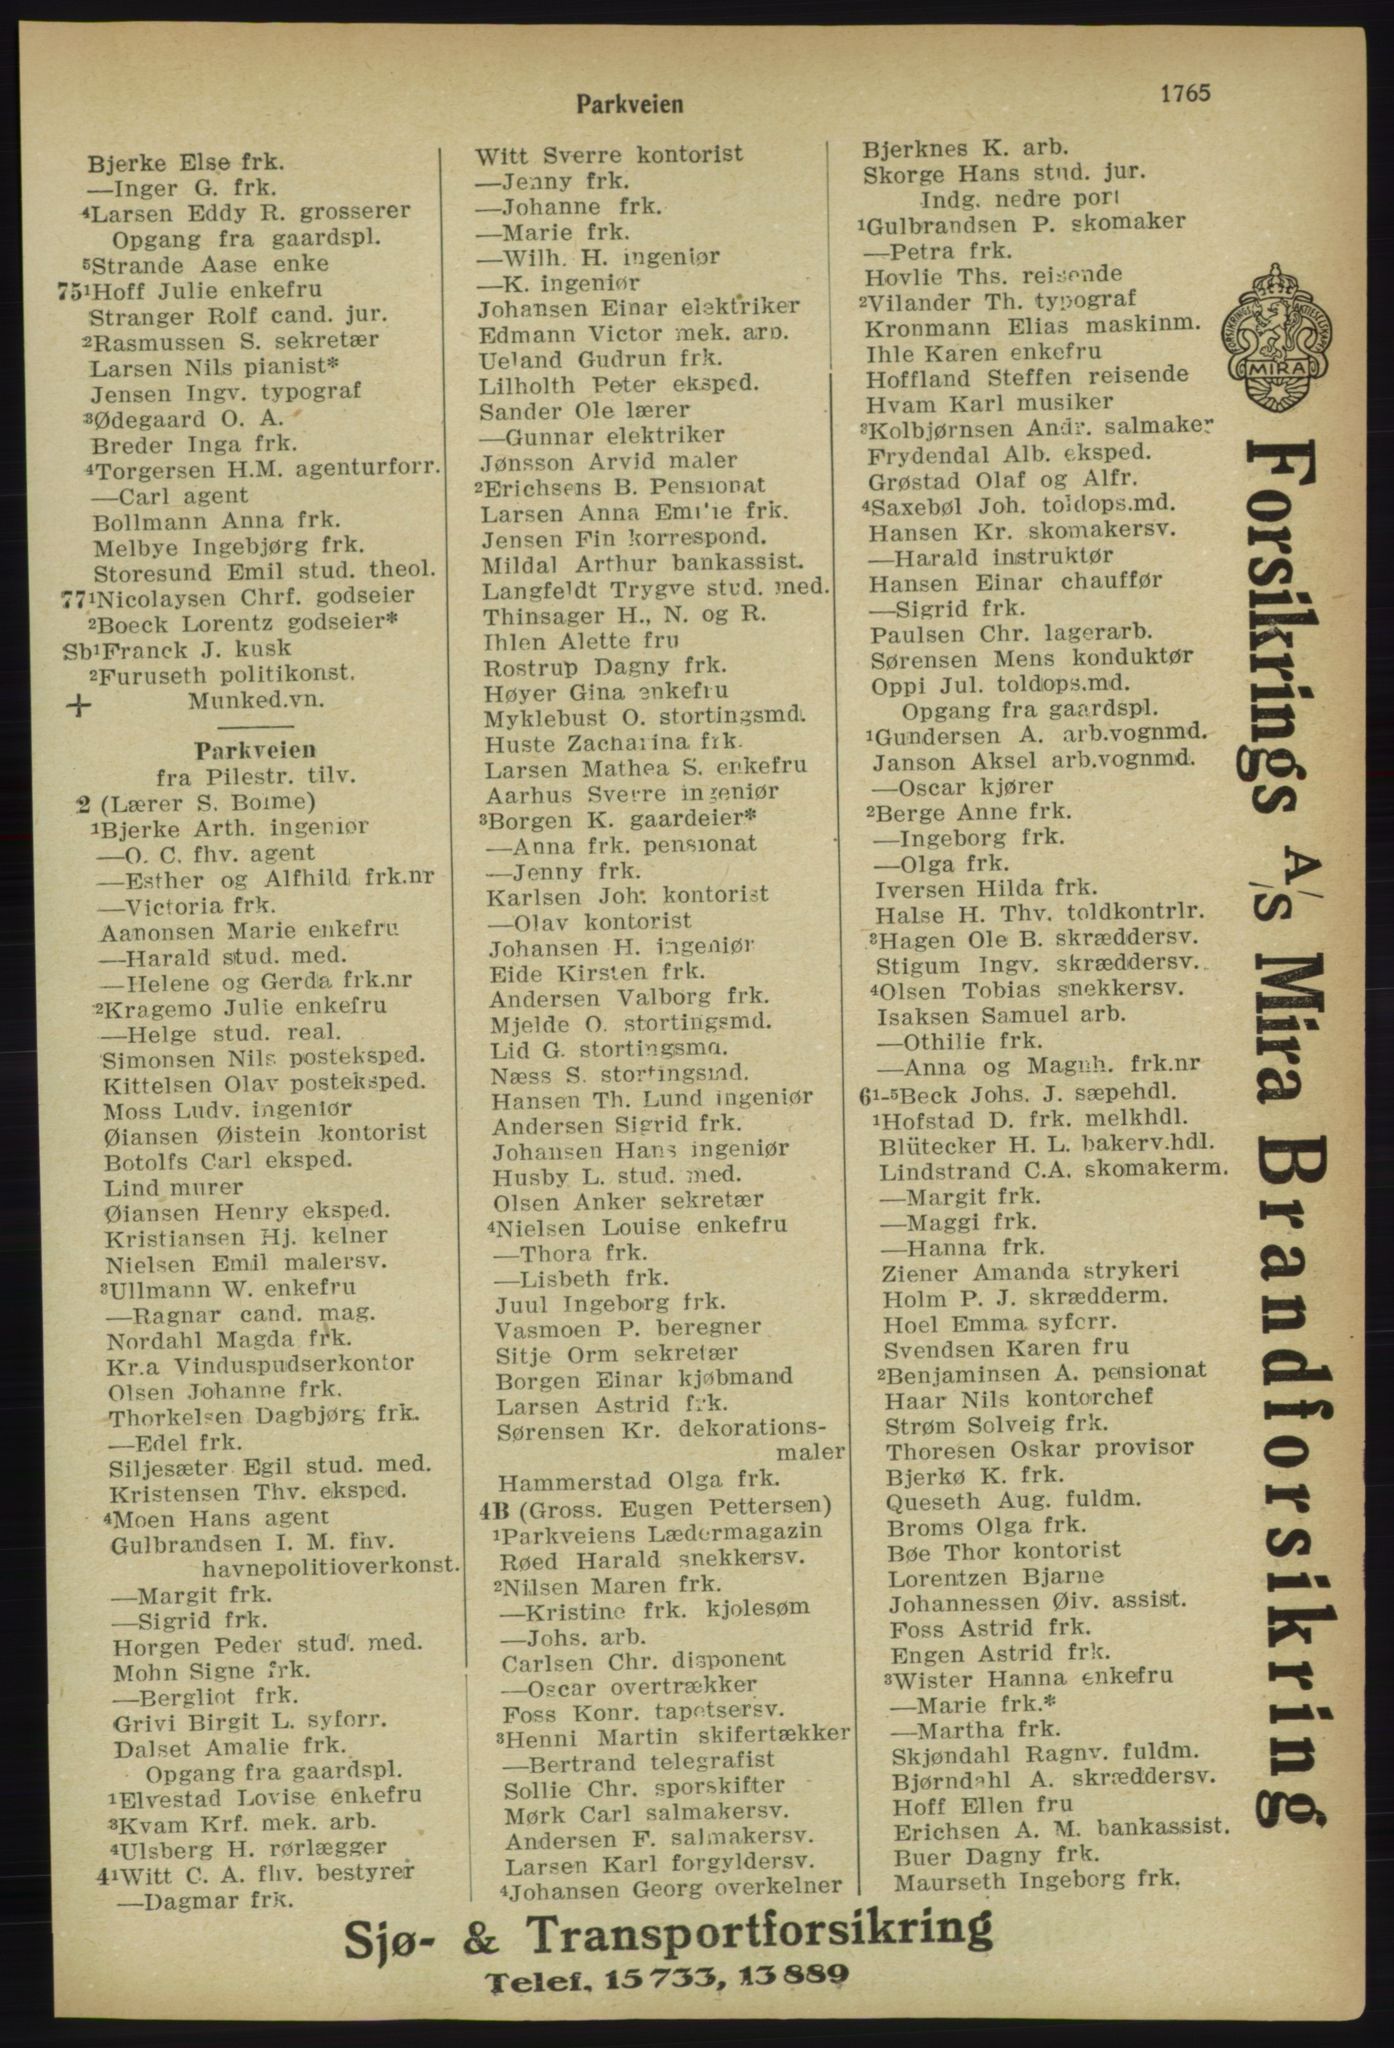 Parkveien
1765
Bjerke Else frk.
—Inger G. frk.
⁴Larsen Eddy R. grosserer
Opgang fra gaardspl.
⁵Strande Aase enke
75¹Hoff Julie enkefru
Stranger Rolf cand. jur.
²Rasmussen S. sekretær
Larsen Nils pianist*
Jensen Ingv. typograf
³Ødegaard O. A.
Breder Inga frk.
⁴Torgersen H.M. agenturforr.
—Carl agent
Bollmann Anna frk.
Melbye Ingebjørg frk.
Storesund Emil stud. theol.
77¹Nicolaysen Chrf. godseier
²Boeck Lorentz godseier*
Sb¹Franck J. kusk
²Furuseth politikonst.
+ Munked.vn.
Parkveien
fra Pilestr. tilv.
2 (Lærer S. Boime)
¹Bjerke Arth. ingeniør
—O. C. fhv. agent
—Esther og Alfhild frk.nr
—Victoria frk.
Aanonsen Marie enkefru
—Harald stud. med.
—Helene og Gerda frk.nr
²Kragemo Julie enkefru
—Helge stud. real.
Simonsen Nils posteksped.
Kittelsen Olav posteksped.
Moss Ludv. ingeniør
Øiansen Øistein kontorist
Botolfs Carl eksped.
Lind murer
Øiansen Henry eksped.
Kristiansen Hj. kelner
Nielsen Emil malersv.
³Ullmann W. enkefru
—Ragnar cand. mag.
Nordahl Magda frk.
Kr.a Vinduspudserkontor
Olsen Johanne frk.
Thorkelsen Dagbjørg frk.
—Edel frk.
Siljesæter Egil stud. med.
Kristensen Thv. eksped.
⁴Moen Hans agent
Gulbrandsen I. M. fhv.
havnepolitioverkonst.
—Margit frk.
—Sigrid frk.
Horgen Peder stud. med.
Mohn Signe frk.
—Bergliot frk.
Grivi Birgit L. syforr.
Dalset Amalie frk.
Opgang fra gaardspl.
¹Elvestad Lovise enkefru
³Kvam Krf. mek. arb.
⁴Ulsberg H. rørlægger
4¹Witt C. A. fhv. bestyrer
—Dagmar frk.
Witt Sverre kontorist
—Jenny frk.
—Johanne frk.
—Marie frk.
—Wilh. H. ingeniør
—K. ingeniør
Johansen Einar elektriker
Edmann Victor mek. arb.
Ueland Gudrun frk.
Lilholth Peter eksped.
Sander Ole lærer
—Gunnar elektriker
Jønsson Arvid maler
²Erichsens B. Pensionat
Larsen Anna Emilie frk.
Jensen Fin korrespond.
Mildal Arthur bankassist.
Langfeldt Trygve stud. med.
Thinsager H., N. og R.
Ihlen Alette fru
Rostrup Dagny frk.
Høyer Gina enkefru
Myklebust O. stortingsmd.
Huste Zacharina frk.
Larsen Mathea S. enkefru
Aarhus Sverre ingeniør
³Borgen K. gaardeier*
—Anna frk. pensionat
—Jenny frk.
Karlsen Joh. kontorist
—Olav kontorist
Johansen H. ingeniør
Eide Kirsten frk.
Andersen Valborg frk.
Mjelde O. stortingsmd.
Lid G. stortingsmd.
Næss S. stortingsmd.
Hansen Th. Lund ingeniør
Andersen Sigrid frk.
Johansen Hans ingeniør
Husby L. stud. med.
Olsen Anker sekretær
⁴Nielsen Louise enkefru
—Thora frk.
—Lisbeth frk.
Juul Ingeborg frk.
Vasmoen P. beregner
Sitje Orm sekretær
Borgen Einar kjøbmand
Larsen Astrid frk.
Sørensen Kr. dekorations-
maler
Hammerstad Olga frk.
4B (Gross. Eugen Pettersen)
¹Parkveiens Lædermagazin
Røed Harald snekkersv.
²Nilsen Maren frk.
—Kristine frk. kjolesøm
—Johs. arb.
Carlsen Chr. disponent
—Oscar overtrækker
Foss Konr. tapetsersv.
³Henni Martin skifertækker
—Bertrand telegrafist
Sollie Chr. sporskifter
Mørk Carl salmakersv.
Andersen F. salmakersv.
Larsen Karl forgyldersv.
⁴Johansen Georg overkelner
Bjerknes K. arb.
Skorge Hans stud. jur.
Indg. nedre port
¹Gulbrandsen P. skomaker
—Petra frk.
Hovlie Ths. reisende
²Vilander Th. typograf
Kronmann Elias maskinm.
Ihle Karen enkefru
Hoffland Steffen reisende
Hvam Karl musiker
³Kolbjørnsen Andr. salmaker
Frydendal Alb. eksped.
Grøstad Olaf og Alfr.
⁴Saxebøl Joh. toldops.md.
Hansen Kr. skomakersv.
—Harald instruktør
Hansen Einar chauffør
—Sigrid frk.
Paulsen Chr. lagerarb.
Sørensen Mens konduktør
Oppi Jul. toldops.md.
Opgang fra gaardspl.
¹Gundersen A. arb.vognmd.
Janson Aksel arb.vognmd.
—Oscar kjører
²Berge Anne frk.
—Ingeborg frk.
—Olga frk.
Iversen Hilda frk.
Halse H. Thv. toldkontrlr.
³Hagen Ole B. skræddersv.
Stigum Ingv. skræddersv.
⁴Olsen Tobias snekkersv.
Isaksen Samuel arb.
—Othilie frk.
—Anna og Magnh. frk.nr
6¹-⁵Beck Johs. J. sæpehdl.
¹Hofstad D. frk. melkhdl.
Blütecker H. L. bakerv.hdl.
Lindstrand C.A. skomakerm.
—Margit frk.
—Maggi frk.
—Hanna frk.
Ziener Amanda strykeri
Holm P. J. skrædderm.
Hoel Emma syforr.
Svendsen Karen fru
²Benjaminsen A. pensionat
Haar Nils kontorchef
Strøm Solveig frk.
Thoresen Oskar provisor
Bjerkø K. frk.
Queseth Aug. fuldm.
Broms Olga frk.
Bøe Thor kontorist
Lorentzen Bjarne
Johannessen Øiv. assist.
Foss Astrid frk.
Engen Astrid frk.
³Wister Hanna enkefru
—Marie frk.*
—Martha frk.
Skjøndahl Ragnv. fuldm.
Bjørndahl A. skræddersv.
Hoff Ellen fru
Erichsen A. M. bankassist.
Buer Dagny frk.
Maurseth Ingeborg frk.
MIRA
Forsikrings A/S Mira Brandforsikring
Sjø- & Transportforsikring
Telef. 15 733, 13 889